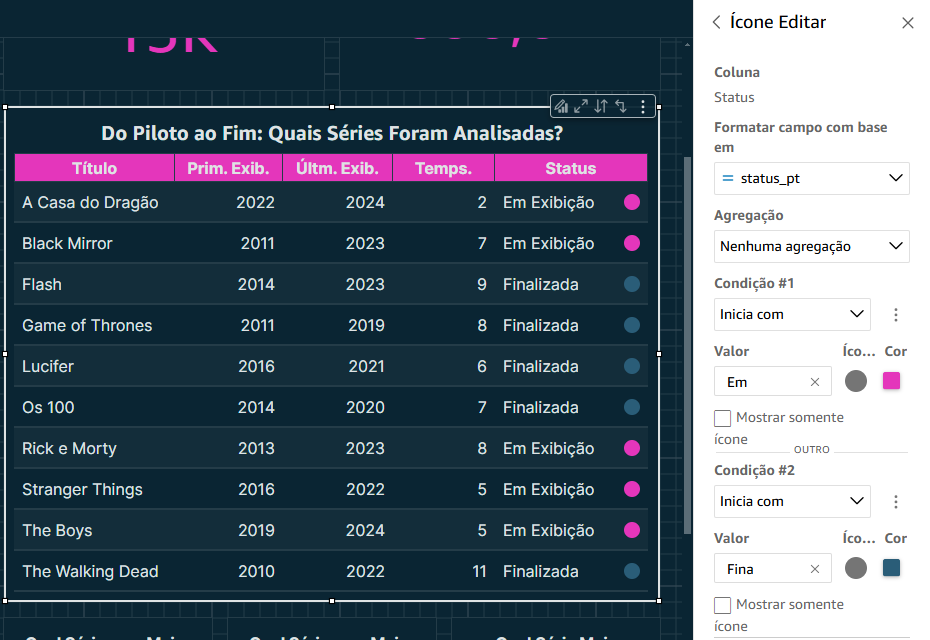 Do Piloto ao Fim: Quais Séries Foram Analisadas?
Título Prim. Exib. Últm. Exib. Temps. Status
A Casa do Dragão 2022 2024 2 Em Exibição
Black Mirror 2011 2023 7 Em Exibição
Flash 2014 2023 9 Finalizada
Game of Thrones 2011 2019 8 Finalizada
Lucifer 2016 2021 6 Finalizada
Os 100 2014 2020 7 Finalizada
Rick e Morty 2013 2023 8 Em Exibição
Stranger Things 2016 2022 5 Em Exibição
The Boys 2019 2024 5 Em Exibição
The Walking Dead 2010 2022 11 Finalizada
Ícone Editar
Coluna
Status
Formatar campo com base
em
status_pt
Agregação
Nenhuma agregação
Condição #1
Inicia com
Valor Íco... Cor
Em
Mostrar somente
ícone
OUTRO
Condição #2
Inicia com
Valor Íco... Cor
Fina
Mostrar somente
ícone